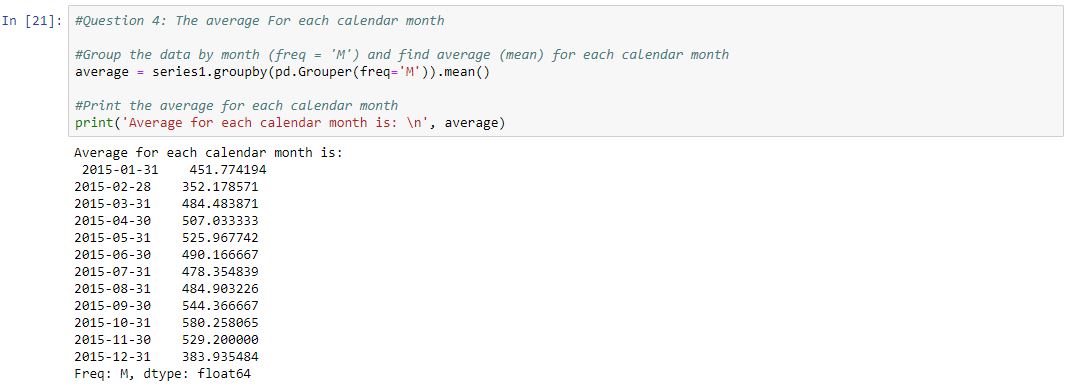 In [21]: #Question 4: The average For each calendar month
#Group the data by month (freq = 'M') and find average (mean) for each calendar month
average = series1.groupby(pd.Grouper(freq='M')).mean()
#Print the average for each calendar month
print('Average for each calendar month is: \n', average)
Average for each calendar month is:
2015-01-31 451.774194
2015-02-28 352.178571
2015-03-31 484.483871
2015-04-30 507.033333
2015-05-31 525.967742
2015-06-30 490.166667
2015-07-31 478.354839
2015-08-31 484.903226
2015-09-30 544.366667
2015-10-31 580.258065
2015-11-30 529.200000
2015-12-31 383.935484
Freq: M, dtype: float64